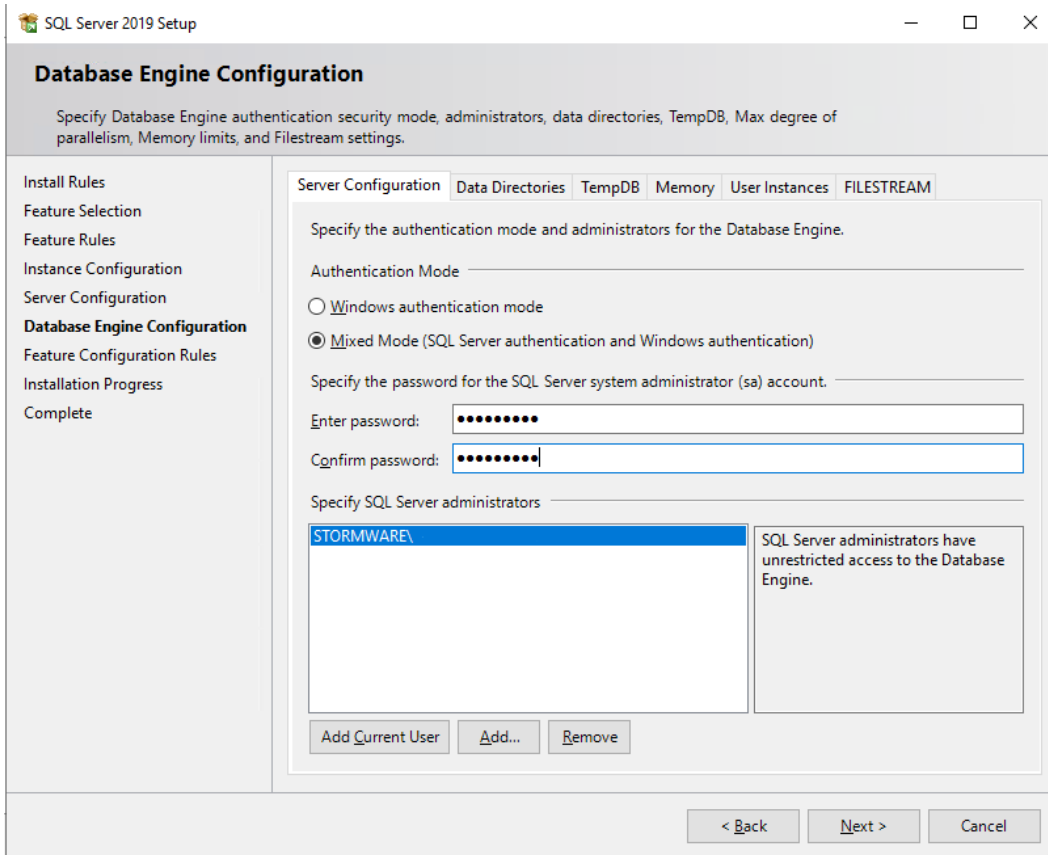 SQL Server 2019 Setup
Database Engine Configuration
Specify Database Engine authentication security mode, administrators, data directories, TempDB, Max degree of
parallelism, Memory limits, and Filestream settings.
Install Rules
Feature Selection
Feature Rules
Instance Configuration
Server Configuration
Database Engine Configuration
Feature Configuration Rules
Installation Progress
Complete
Server Configuration Data Directories TempDB Memory User Instances FILESTREAM
Specify the authentication mode and administrators for the Database Engine.
Authentication Mode
Windows authentication mode
Mixed Mode (SQL Server authentication and Windows authentication)
Specify the password for the SQL Server system administrator (sa) account.
Enter password: ●●●●●●●●●
Confirm password: ●●●●●●●●●
Specify SQL Server administrators
STORMWARE\
SQL Server administrators have
unrestricted access to the Database
Engine.
Add Current User Add... Remove
< Back Next > Cancel